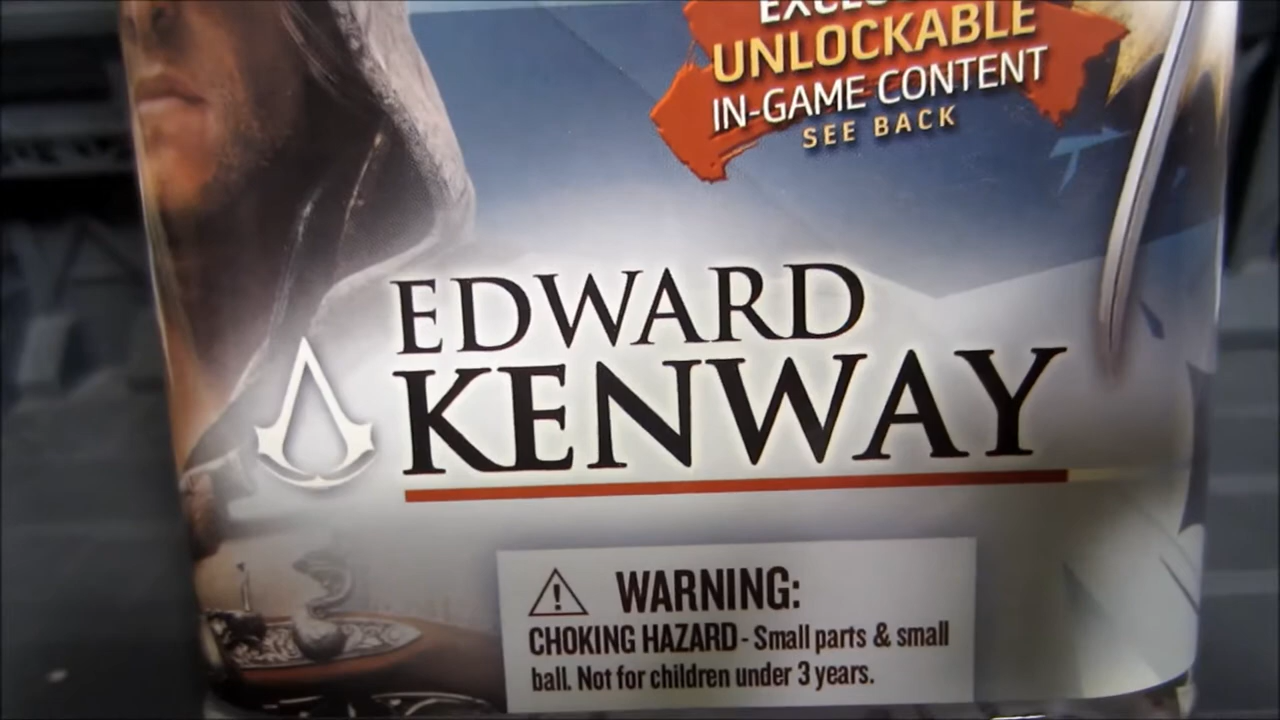 UNLOCKABLE
IN-GAME CONTENT
SEE BACK
EDWARD
KENWAY
WARNING:
CHOKING HAZARD - Small parts & small
ball. Not for children under 3 years.